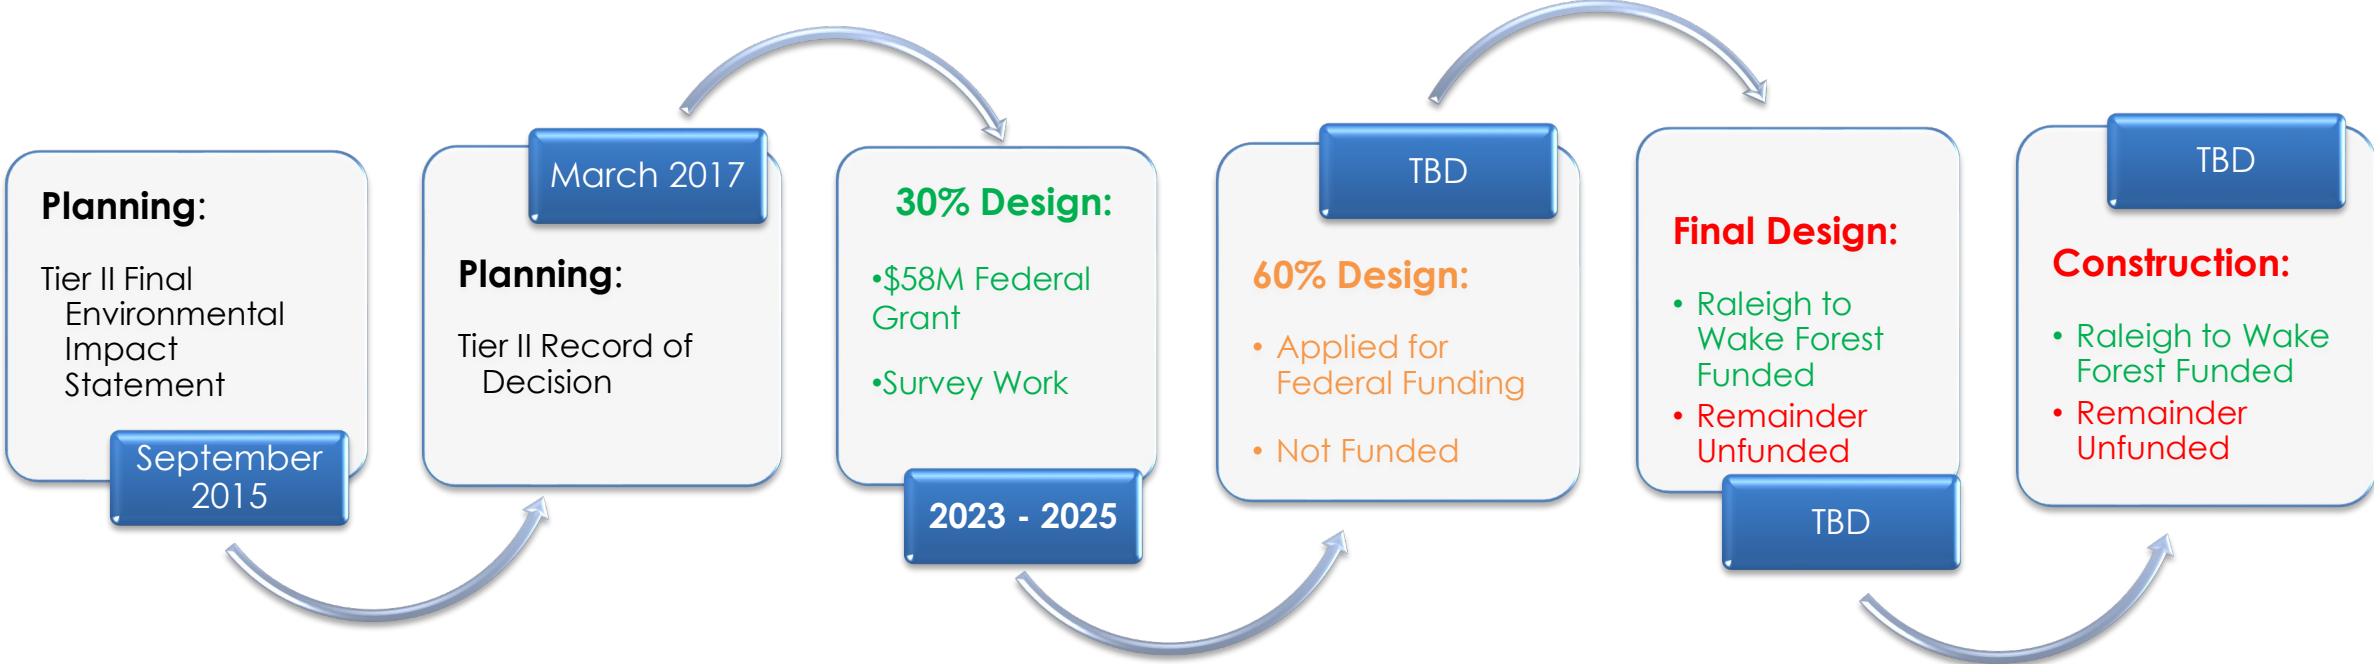 Planning:
Tier II Final
Environmental
Impact
Statement
September
2015
March 2017
Planning:
Tier II Record of
Decision
30% Design:
•$58M Federal
Grant
•Survey Work
2023 - 2025
TBD
60% Design:
• Applied for
Federal Funding
• Not Funded
Final Design:
• Raleigh to
Wake Forest
Funded
• Remainder
Unfunded
TBD
TBD
Construction:
• Raleigh to Wake
Forest Funded
• Remainder
Unfunded